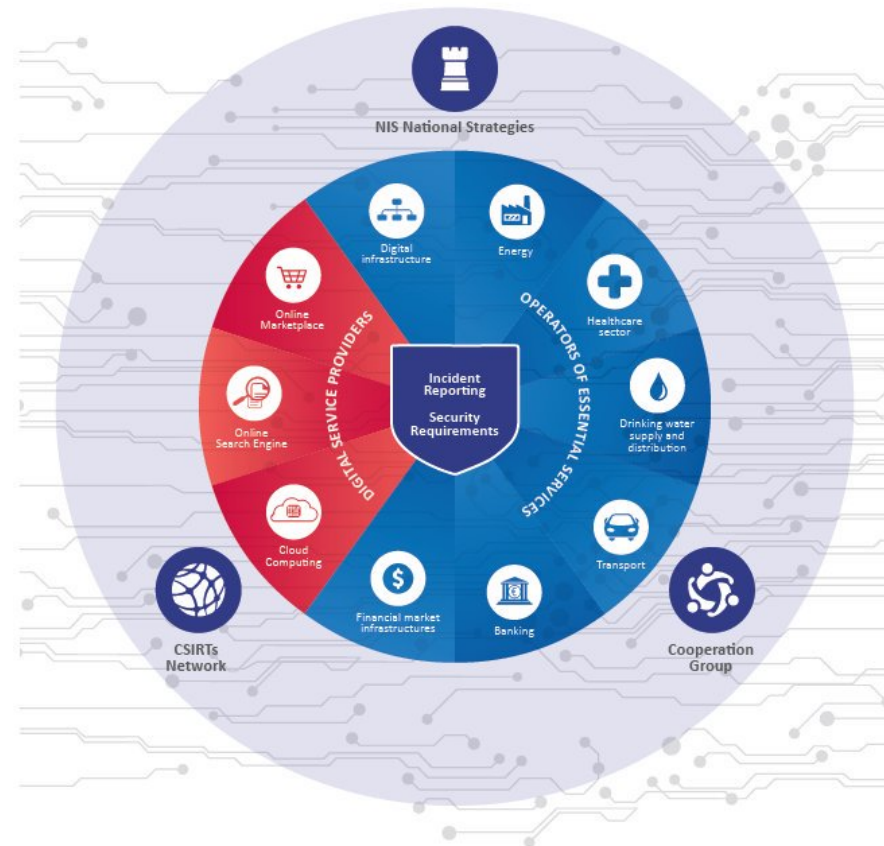 NIS National Strategies
Digital
infrastructure
Energy
Online
Marketplace
Healthcare
sector
DIGITAL SERVICE PROVIDERS
OPERATORS OF ESSENTIAL SERVICES
Incident
Reporting
Security
Requirements
Online
Search Engine
Drinking water
supply and
distribution
Cloud
Computing
Transport
Financial market
infrastructures
Banking
CSIRTs
Network
Cooperation
Group